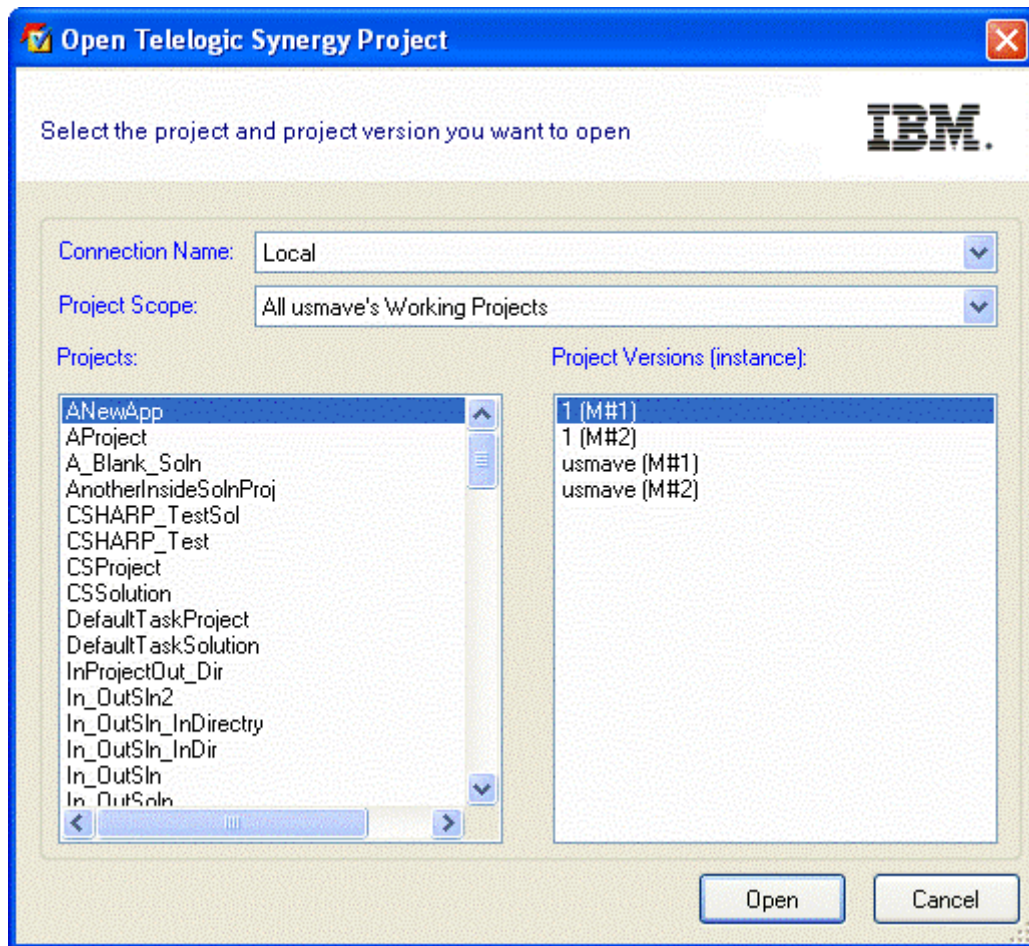 Open Telelogic Synergy Project
Select the project and project version you want to open
IBM.
Connection Name: Local
Project Scope: All usmave's Working Projects
Projects:
ANewApp
AProject
A_Blank_Soln
AnotherInsideSolnProj
CSHARP_TestSol
CSHARP_Test
CSProject
CSSolution
DefaultTaskProject
DefaultTaskSolution
InProjectOut_Dir
In_OutSln2
In_OutSln_InDirectry
In_OutSln_InDir
In_OutSln
In_OutSoln
Project Versions (instance):
1 (M#1)
1 (M#2)
usmave (M#1)
usmave (M#2)
Open Cancel